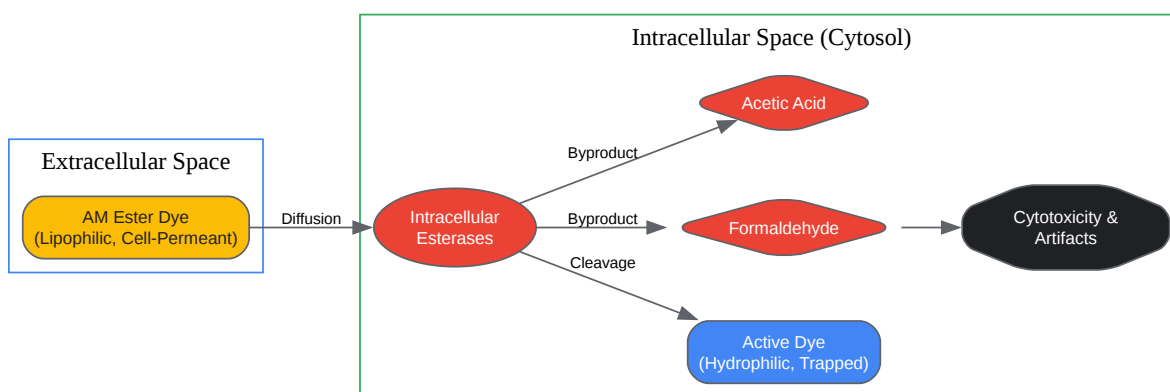 Intracellular Space (Cytosol)
Acetic Acid
Byproduct
Extracellular Space
AM Ester Dye
(Lipophilic, Cell-Permeant)
Diffusion
Intracellular
Esterases
Byproduct
Formaldehyde
Cytotoxicity &
Artifacts
Cleavage
Active Dye
(Hydrophilic, Trapped)